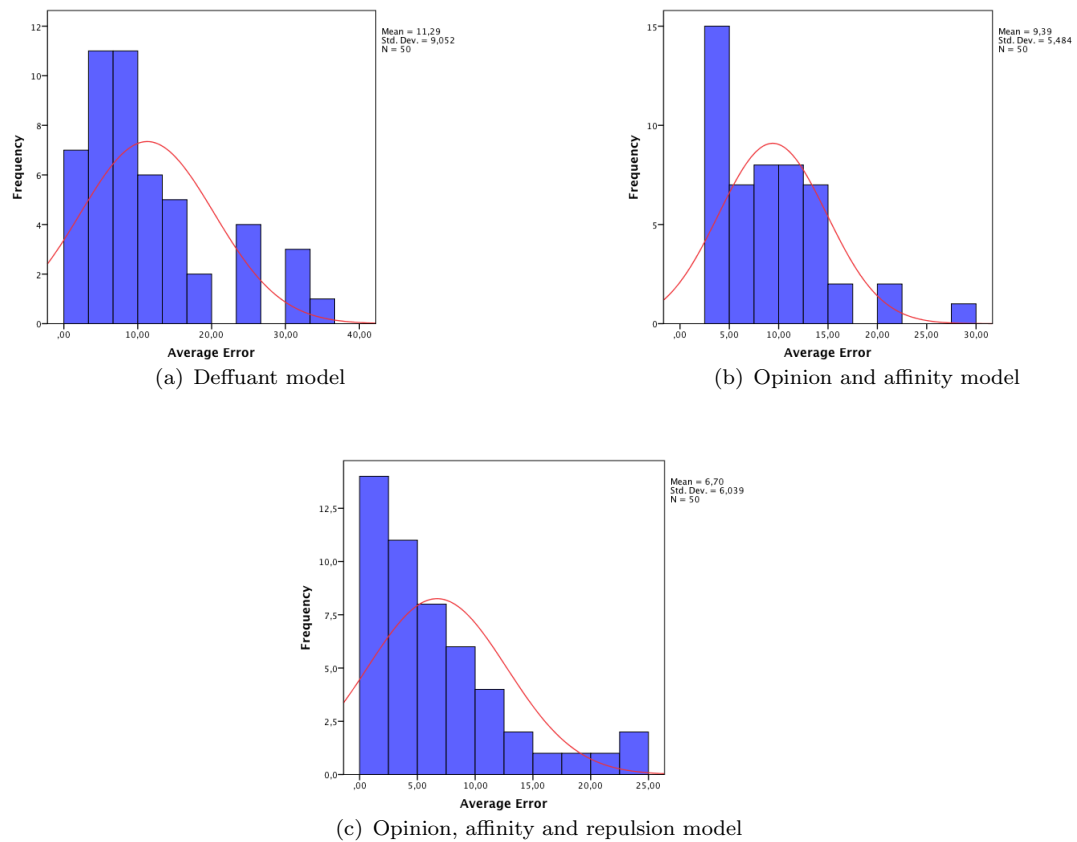 Mean = 11,29
Std. Dev. = 9,052
N = 50
12
10
8
6
4
2
0
Frequency
,00 10,00 20,00 30,00 40,00
Average Error
(a) Deffuant model
Mean = 9,39
Std. Dev. = 5,484
N = 50
15
10
5
0
Frequency
,00 5,00 10,00 15,00 20,00 25,00 30,00
Average Error
(b) Opinion and affinity model
Mean = 6,70
Std. Dev. = 6,039
N = 50
12,5
10,0
7,5
5,0
2,5
0,0
Frequency
,00 5,00 10,00 15,00 20,00 25,00
Average Error
(c) Opinion, affinity and repulsion model